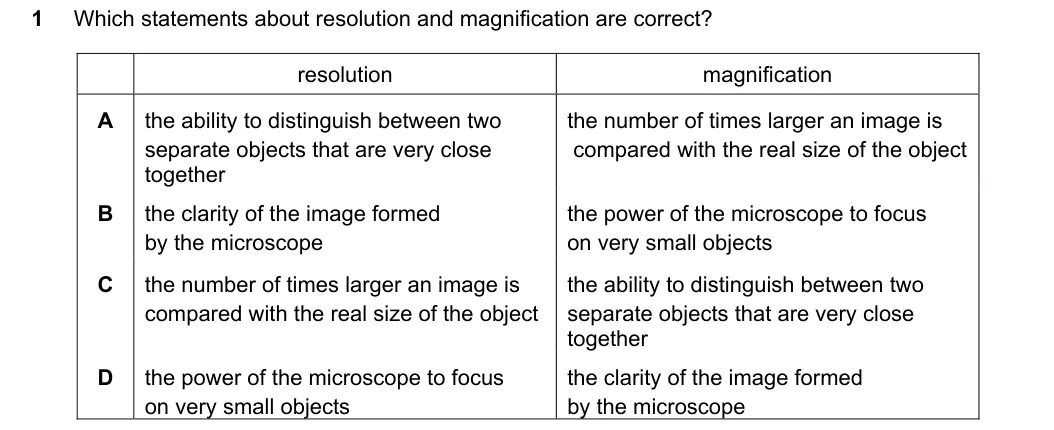 1 Which statements about resolution and magnification are correct?
resolution magnification
A the ability to distinguish between two the number of times larger an image is
separate objects that are very close compared with the real size of the object
together
B the clarity of the image formed the power of the microscope to focus
by the microscope on very small objects
C the number of times larger an image is the ability to distinguish between two
compared with the real size of the object separate objects that are very close
together
D the power of the microscope to focus the clarity of the image formed
on very small objects by the microscope